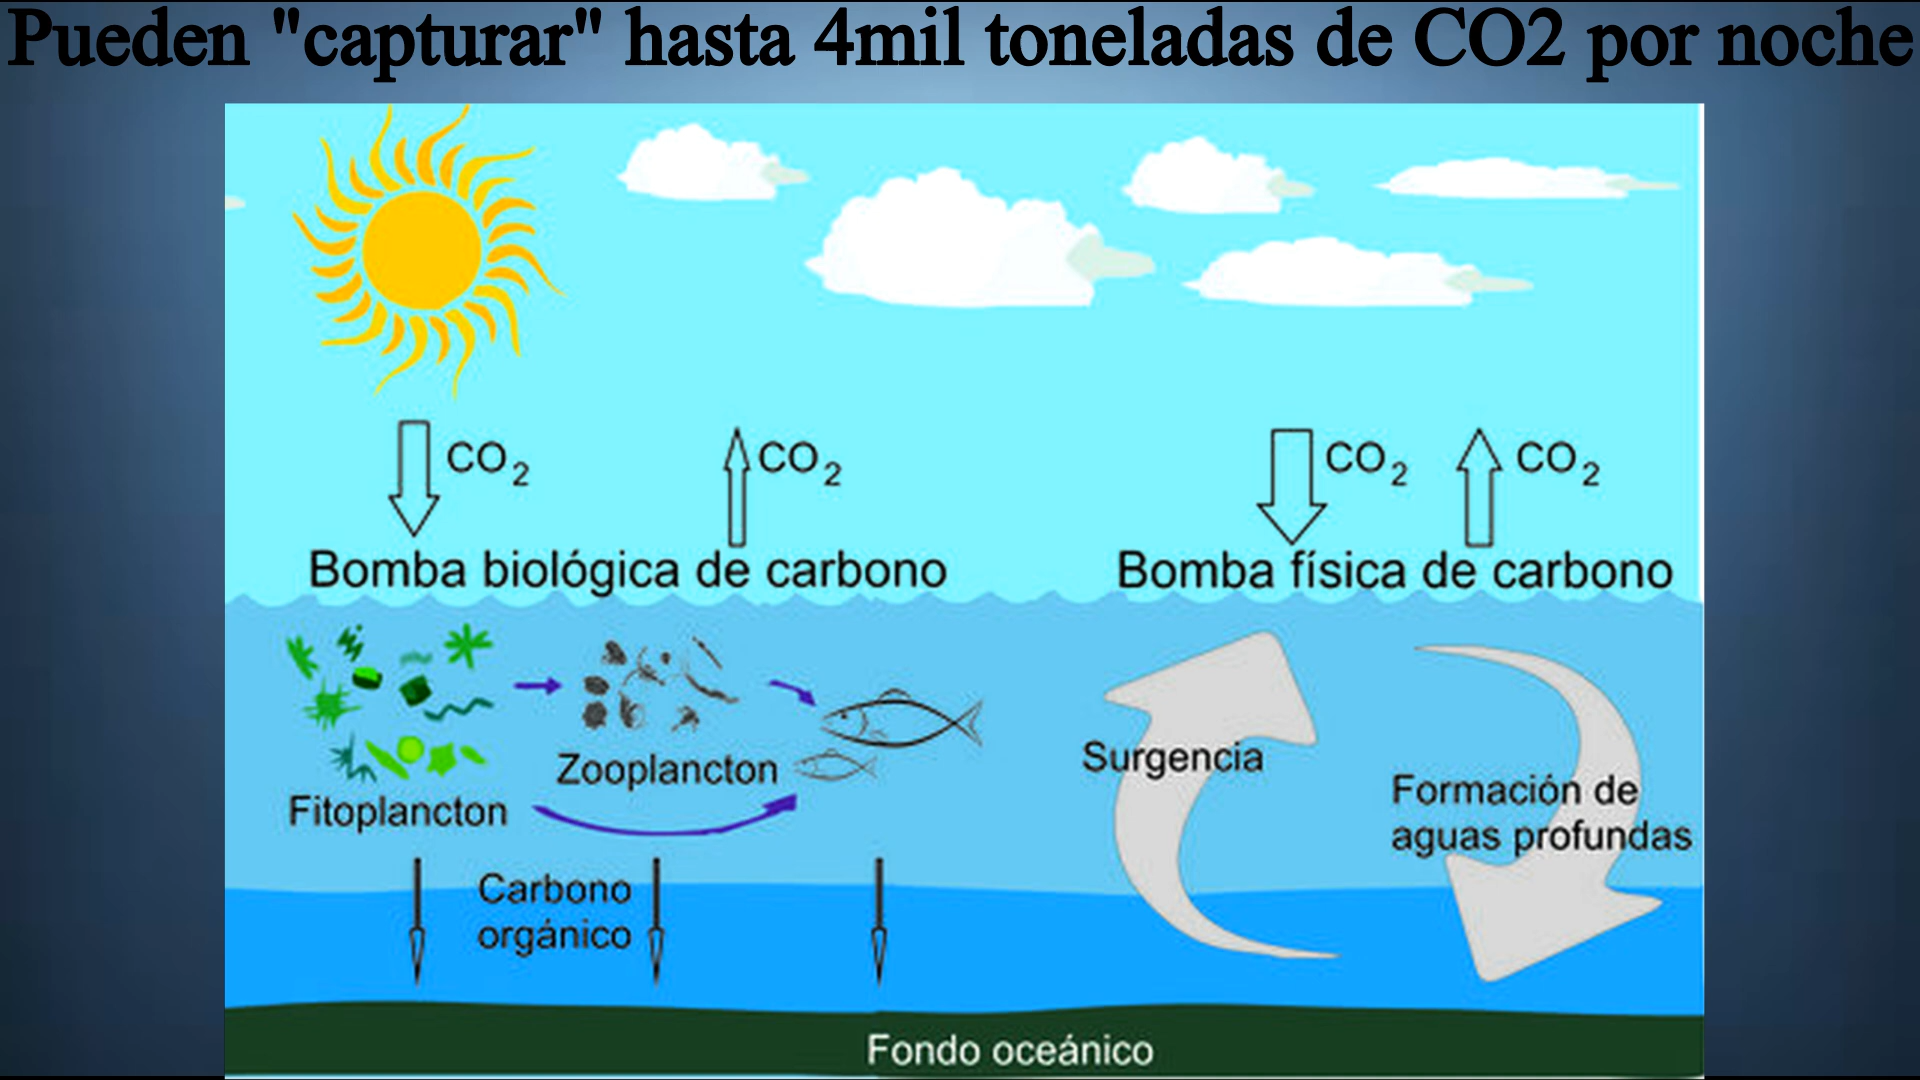 Pueden "capturar" hasta 4mil toneladas de CO2 por noche
CO2
CO2
CO2
CO2
Bomba biológica de carbono
Bomba física de carbono
Zooplancton
Fitoplancton
Surgencia
Formación de
aguas profundas
Carbono
orgánico
Fondo oceánico